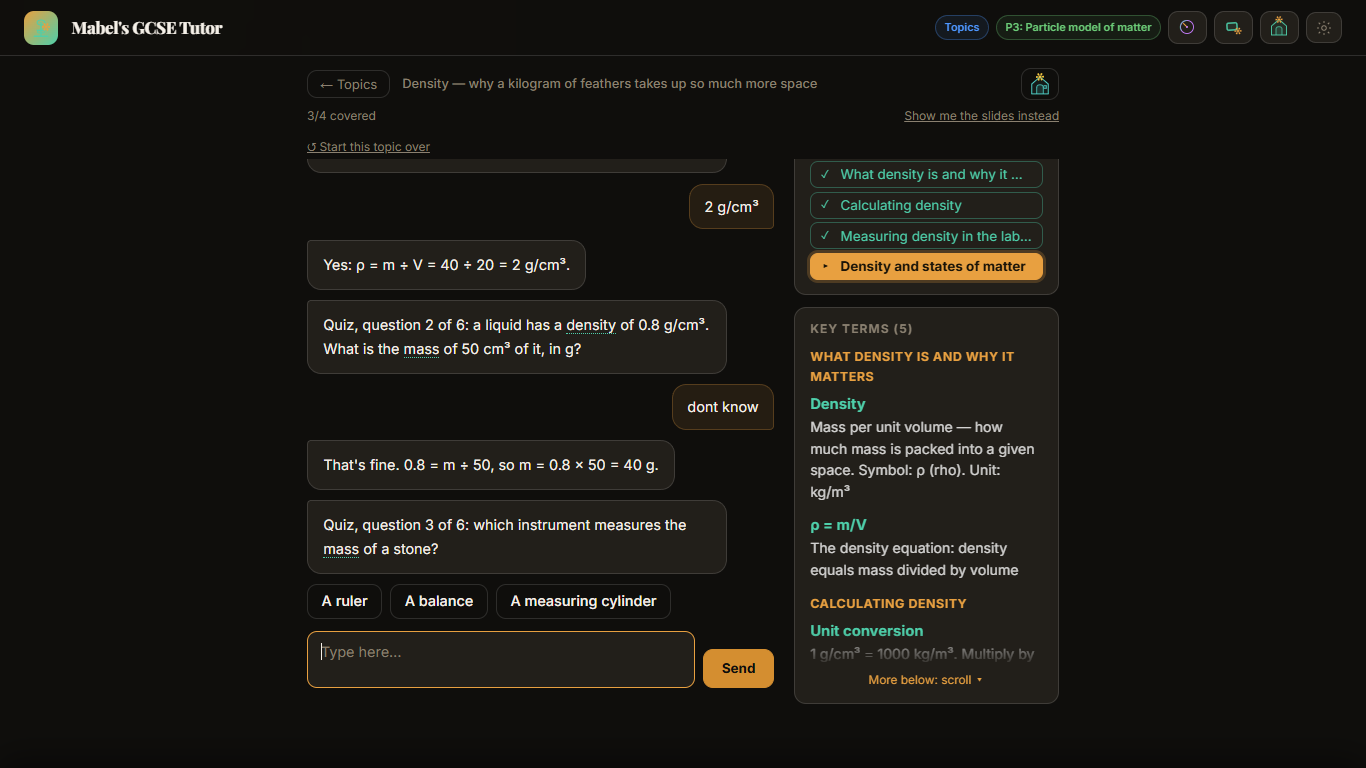 Mabel's GCSE Tutor
Topics
P3: Particle model of matter
← Topics
Density — why a kilogram of feathers takes up so much more space
3/4 covered
Show me the slides instead
↺ Start this topic over
2 g/cm³
Yes: ρ = m ÷ V = 40 ÷ 20 = 2 g/cm³.
Quiz, question 2 of 6: a liquid has a density of 0.8 g/cm³.
What is the mass of 50 cm³ of it, in g?
dont know
That's fine. 0.8 = m ÷ 50, so m = 0.8 × 50 = 40 g.
Quiz, question 3 of 6: which instrument measures the
mass of a stone?
A ruler
A balance
A measuring cylinder
Type here...
Send
✓ What density is and why it ...
✓ Calculating density
✓ Measuring density in the lab...
▸ Density and states of matter
KEY TERMS (5)
WHAT DENSITY IS AND WHY IT
MATTERS
Density
Mass per unit volume — how
much mass is packed into a given
space. Symbol: ρ (rho). Unit:
kg/m³
ρ = m/V
The density equation: density
equals mass divided by volume
CALCULATING DENSITY
Unit conversion
1 g/cm³ = 1000 kg/m³. Multiply by
More below: scroll ▾